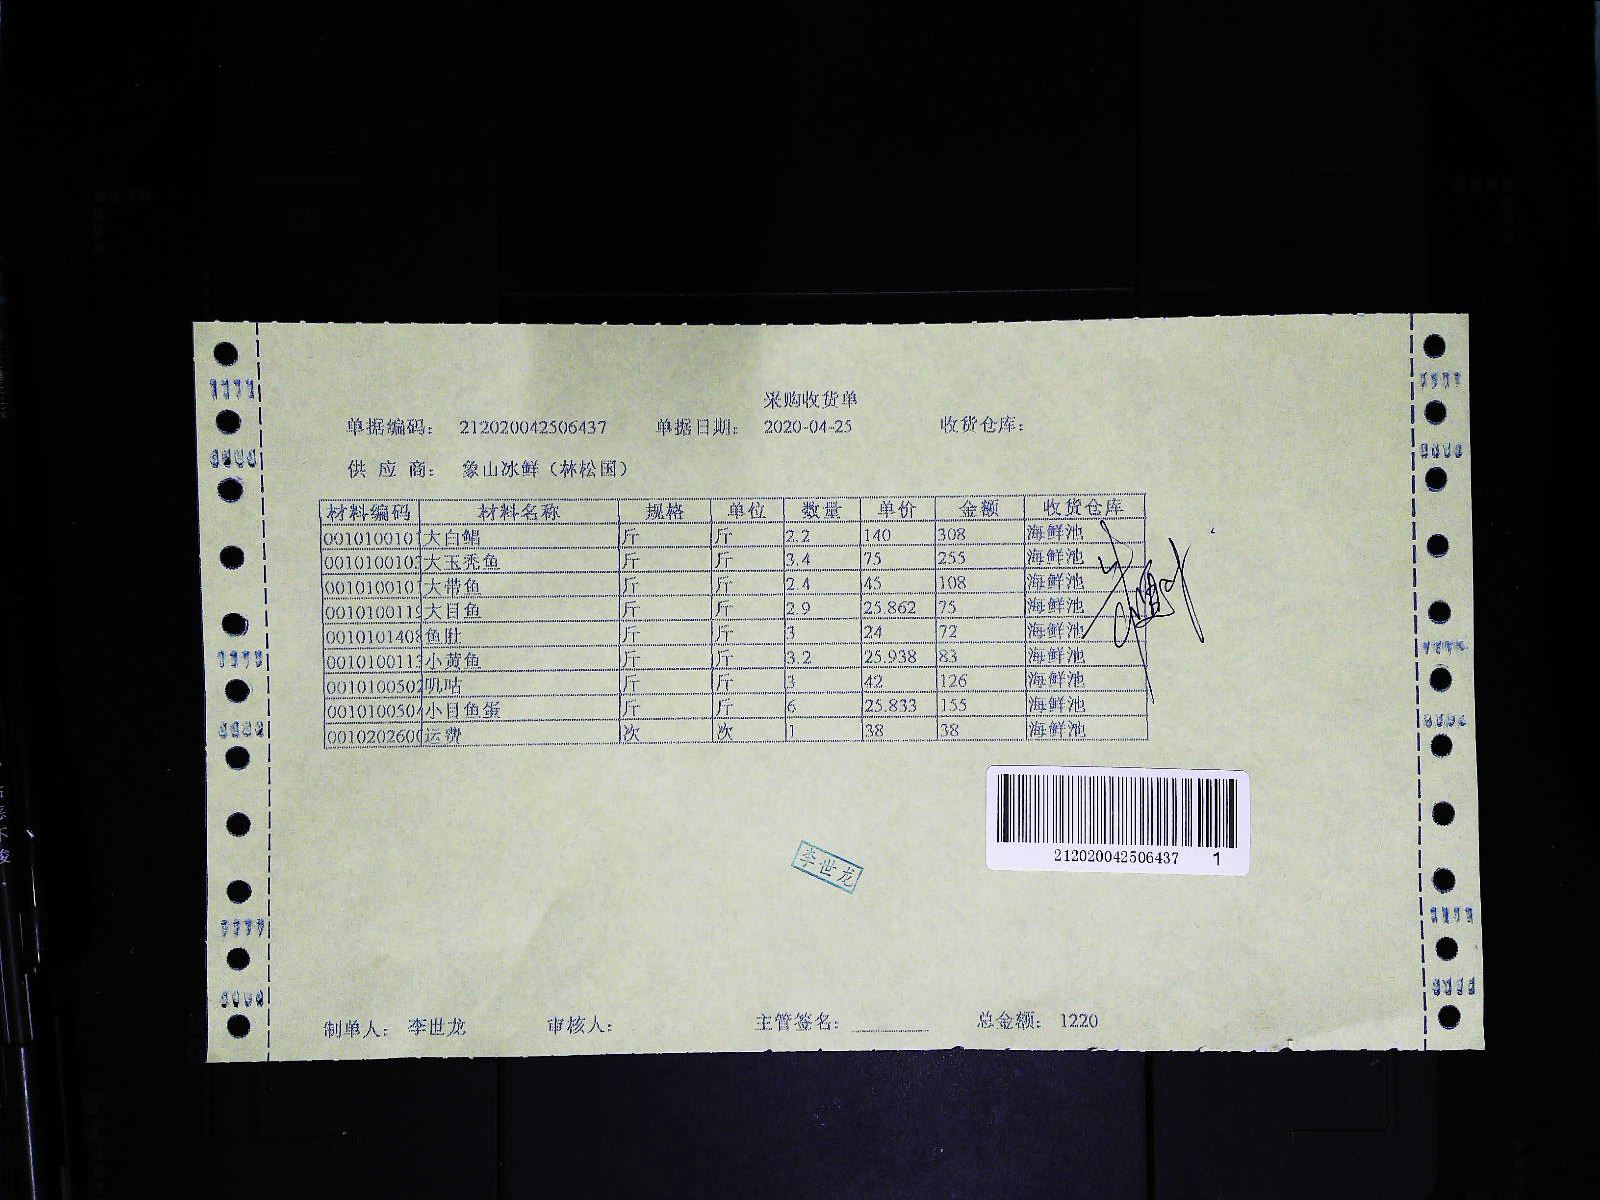 采购收货单
单据编码： 212020042506437 单据日期： 2020-04-25 收货仓库：
供 应 商： 象山冰鲜（林松国）
材料编码 材料名称 规格 单位 数量 单价 金额 收货仓库
001010010 大白鲳 斤 斤 2.2 140 308 海鲜池
001010010 大玉秃鱼 斤 斤 3.4 75 255 海鲜池
001010010 大带鱼 斤 斤 2.4 45 108 海鲜池
001010011 大目鱼 斤 斤 2.9 25.862 75 海鲜池
001010140 鱼肚 斤 斤 3 24 72 海鲜池
001010011 小黄鱼 斤 斤 3.2 25.938 83 海鲜池
001010050 叽咕 斤 斤 3 42 126 海鲜池
001010050 小目鱼蛋 斤 斤 6 25.833 155 海鲜池
001020260 运费 次 次 1 38 38 海鲜池
212020042506437 1
李世龙
制单人： 李世龙 审核人： 主管签名： 总金额： 1220